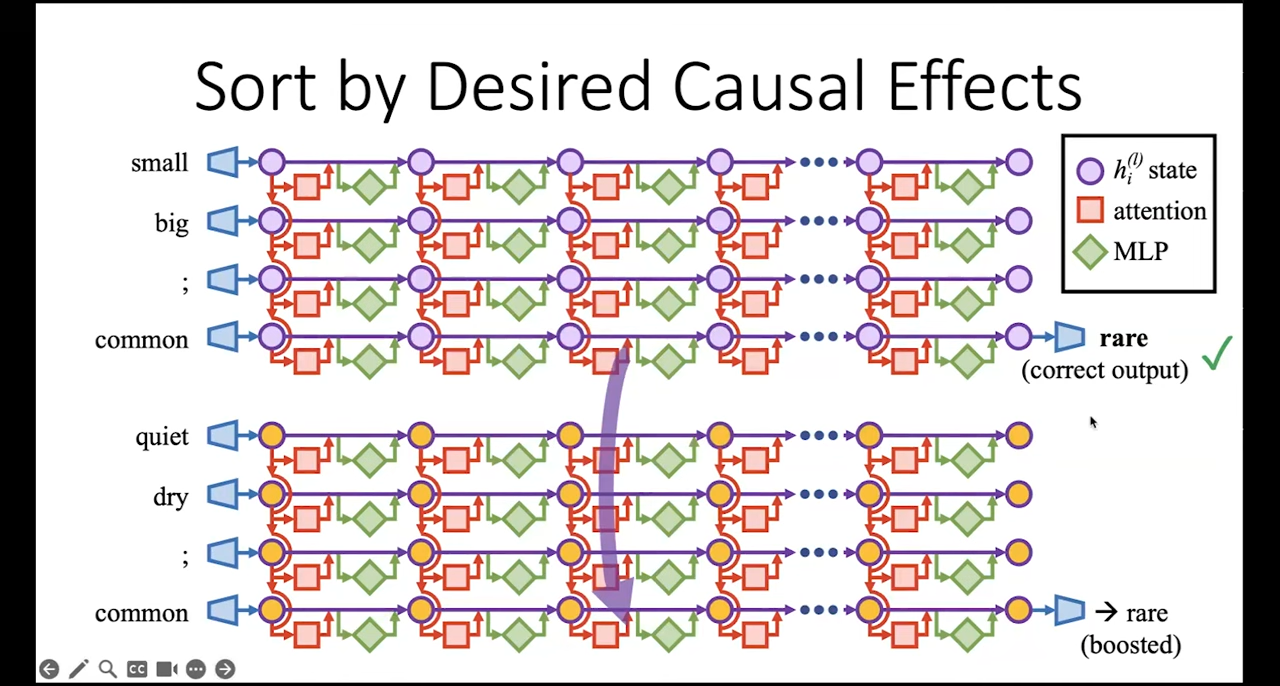 Sort by Desired Causal Effects
small
big
;
common
h_i^(l) state
attention
MLP
rare
(correct output)
quiet
dry
;
common
→ rare
(boosted)
CC